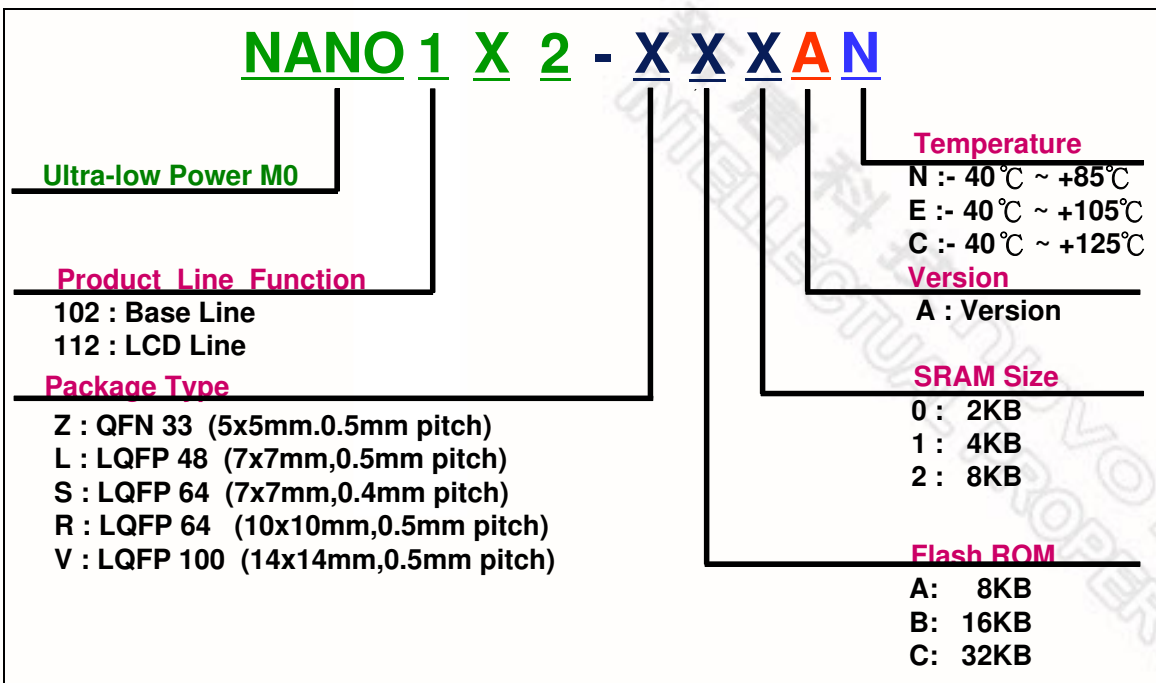 NANO 1 X 2 - X X X A N
Ultra-low Power M0
Product Line Function
102 : Base Line
112 : LCD Line
Package Type
Z : QFN 33 (5x5mm.0.5mm pitch)
L : LQFP 48 (7x7mm,0.5mm pitch)
S : LQFP 64 (7x7mm,0.4mm pitch)
R : LQFP 64 (10x10mm,0.5mm pitch)
V : LQFP 100 (14x14mm,0.5mm pitch)
Temperature
N :- 40℃ ~ +85℃
E :- 40℃ ~ +105℃
C :- 40℃ ~ +125℃
Version
A : Version
SRAM Size
0 : 2KB
1 : 4KB
2 : 8KB
Flash ROM
A: 8KB
B: 16KB
C: 32KB
INTELLECTUAL PROPER